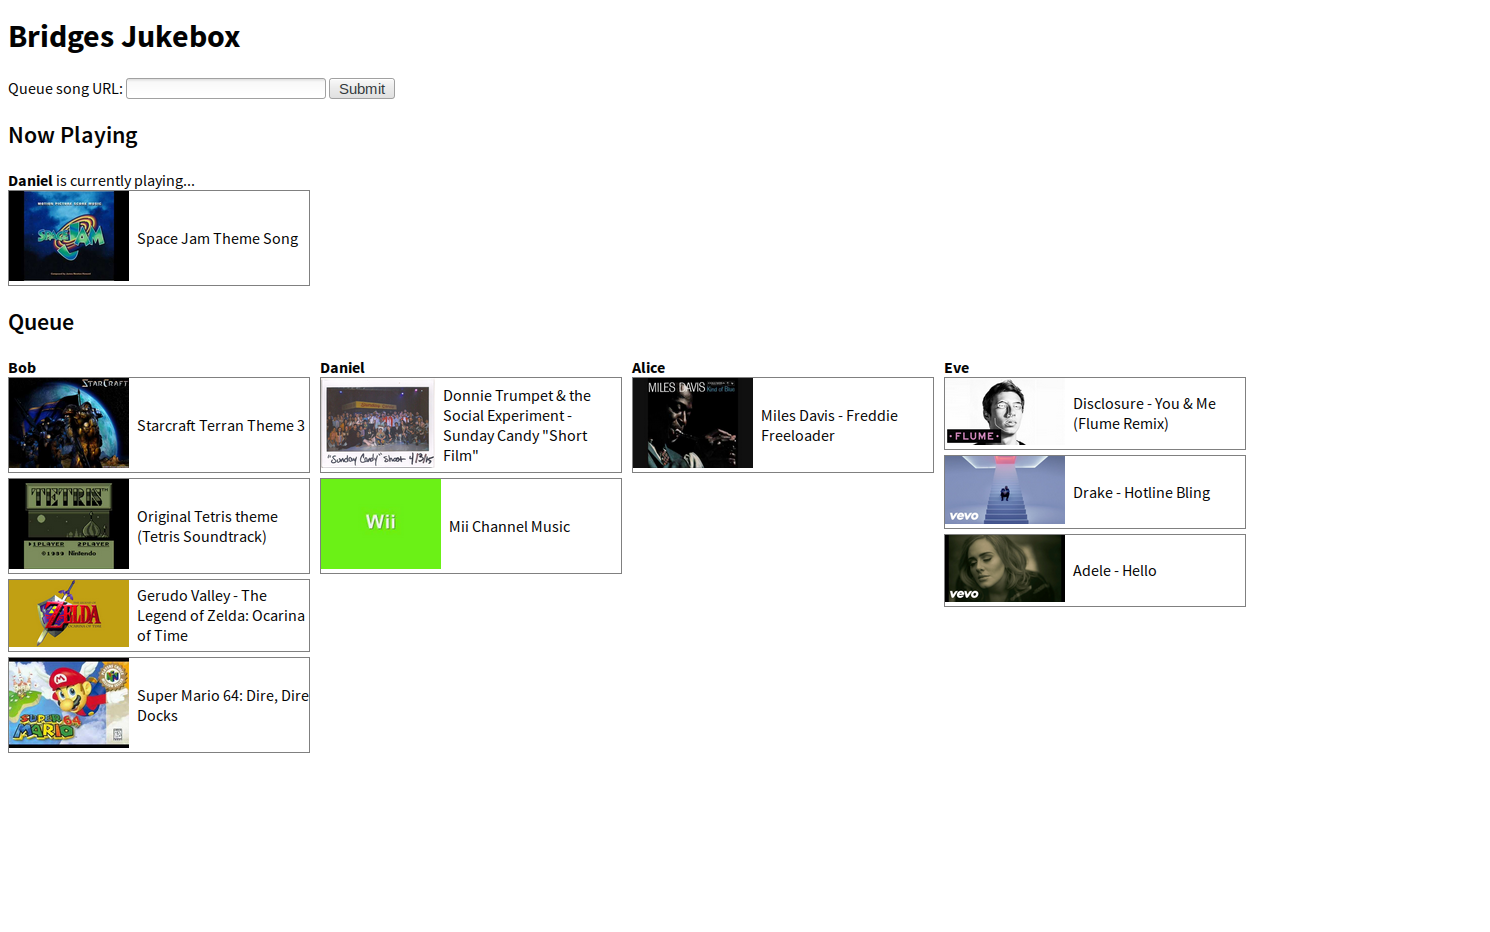 Bridges Jukebox
Queue song URL: Submit
Now Playing
Daniel is currently playing...
MOTION PICTURE SCORE MUSIC
SPACE JAM
Space Jam Theme Song
Queue
Bob
STARCRAFT
Starcraft Terran Theme 3
TETRIS
1PLAYER 2PLAYER
©1989 Nintendo
Original Tetris theme
(Tetris Soundtrack)
ZELDA
Gerudo Valley - The
Legend of Zelda: Ocarina
of Time
SUPER MARIO 64
Super Mario 64: Dire, Dire
Docks
Daniel
"Sunday Candy" Shoot 4/13/15
Donnie Trumpet & the
Social Experiment -
Sunday Candy "Short
Film"
Wii
Mii Channel Music
Alice
MILES DAVIS Kind of Blue
Miles Davis - Freddie
Freeloader
Eve
·FLUME·
Disclosure - You & Me
(Flume Remix)
vevo
Drake - Hotline Bling
vevo
Adele - Hello